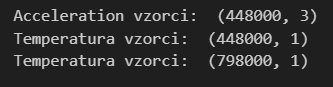 Acceleration vzorci:  (448000, 3)
Temperatura vzorci:  (448000, 1)
Temperatura vzorci:  (798000, 1)